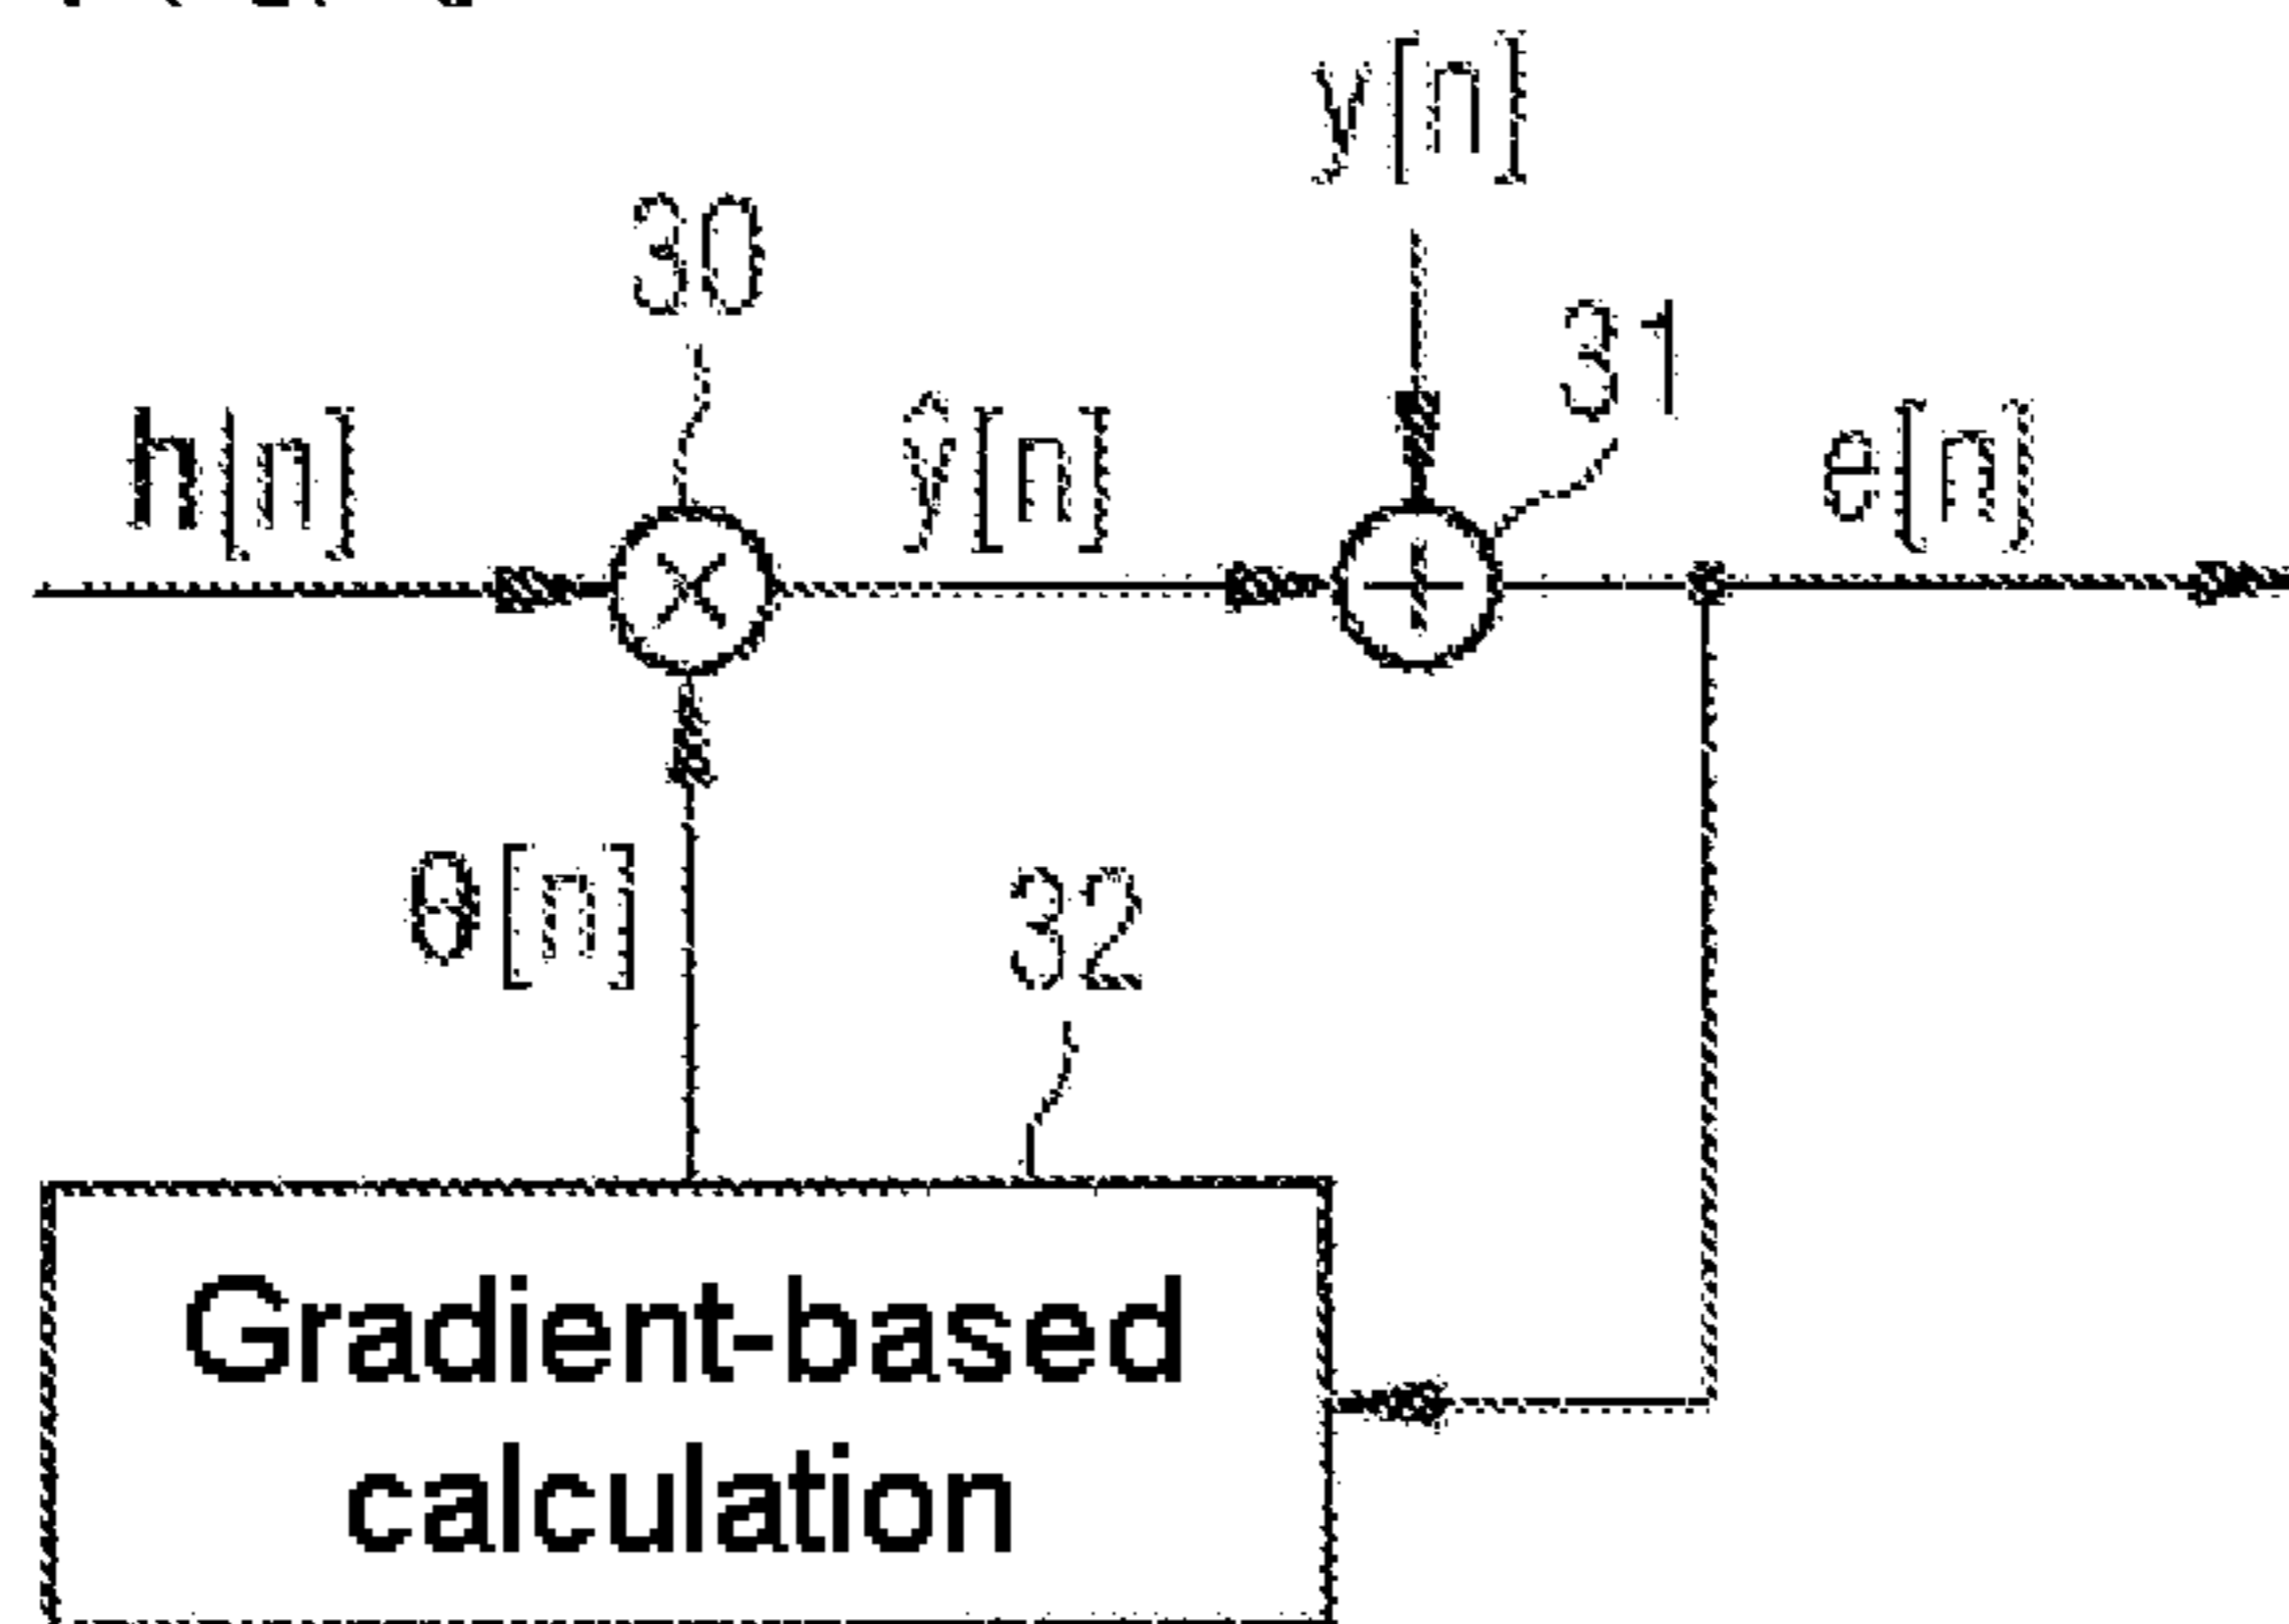 y[n]
30
31
h[n]
ŷ[n]
e[n]
θ[n]
32
Gradient-based
calculation